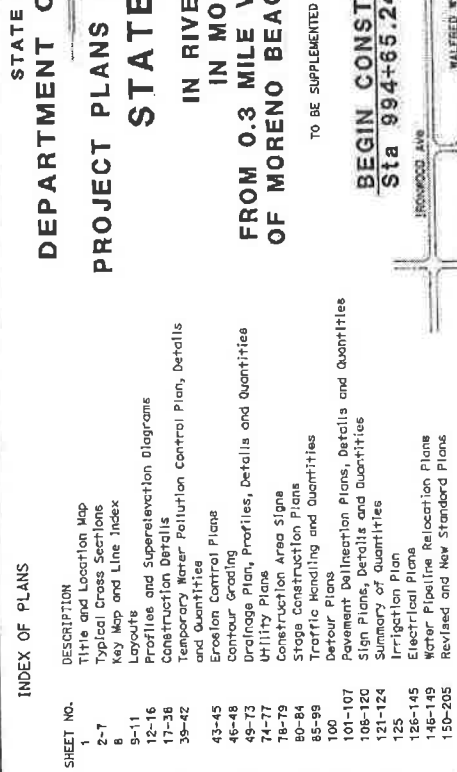 INDEX OF PLANS
SHEET NO. DESCRIPTION
1 Title and Location Map
2-7 Typical Cross Sections
8 Key Map and Line Index
9-11 Layouts
12-16 Profiles and Superelevation Diagrams
17-38 Construction Details
39-42 Temporary Water Pollution Control Plan, Details
and Quantities
43-45 Erosion Control Plans
46-48 Contour Grading
49-73 Drainage Plan, Profiles, Details and Quantities
74-77 Utility Plans
78-79 Construction Area Signs
80-84 Stage Construction Plans
85-99 Traffic Handling and Quantities
100 Detour Plans
101-107 Pavement Delineation Plans, Details and Quantities
108-120 Sign Plans, Details and Quantities
121-124 Summary of Quantities
125 Irrigation Plan
126-145 Electrical Plans
146-149 Water Pipeline Relocation Plans
150-205 Revised and New Standard Plans
STATE
DEPARTMENT
PROJECT PLANS
STATE
IN RIVE
IN MO
FROM 0.3 MILE
OF MORENO BEAC
TO BE SUPPLEMENTED
BEGIN CONST
Sta 994+65.24
IRONWOOD Ave